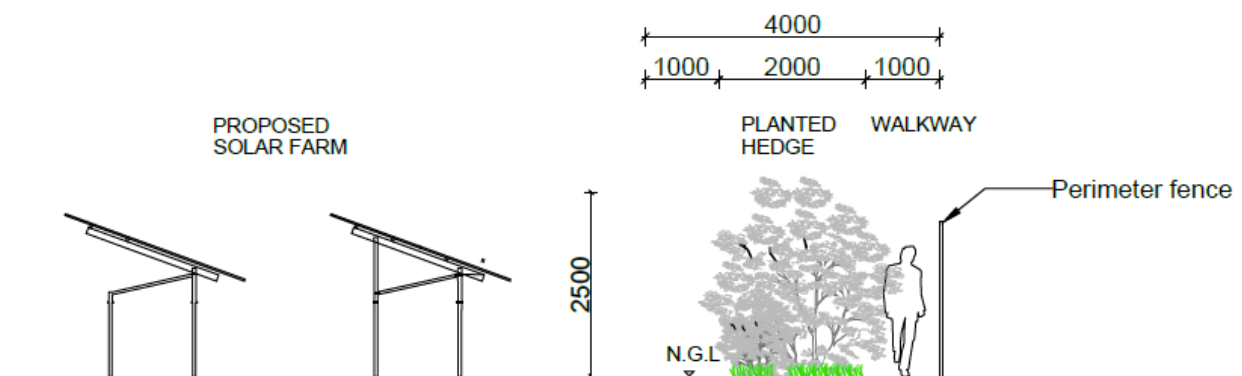 4000
1000 2000 1000
PROPOSED
SOLAR FARM
PLANTED
HEDGE
WALKWAY
Perimeter fence
2500
N.G.L